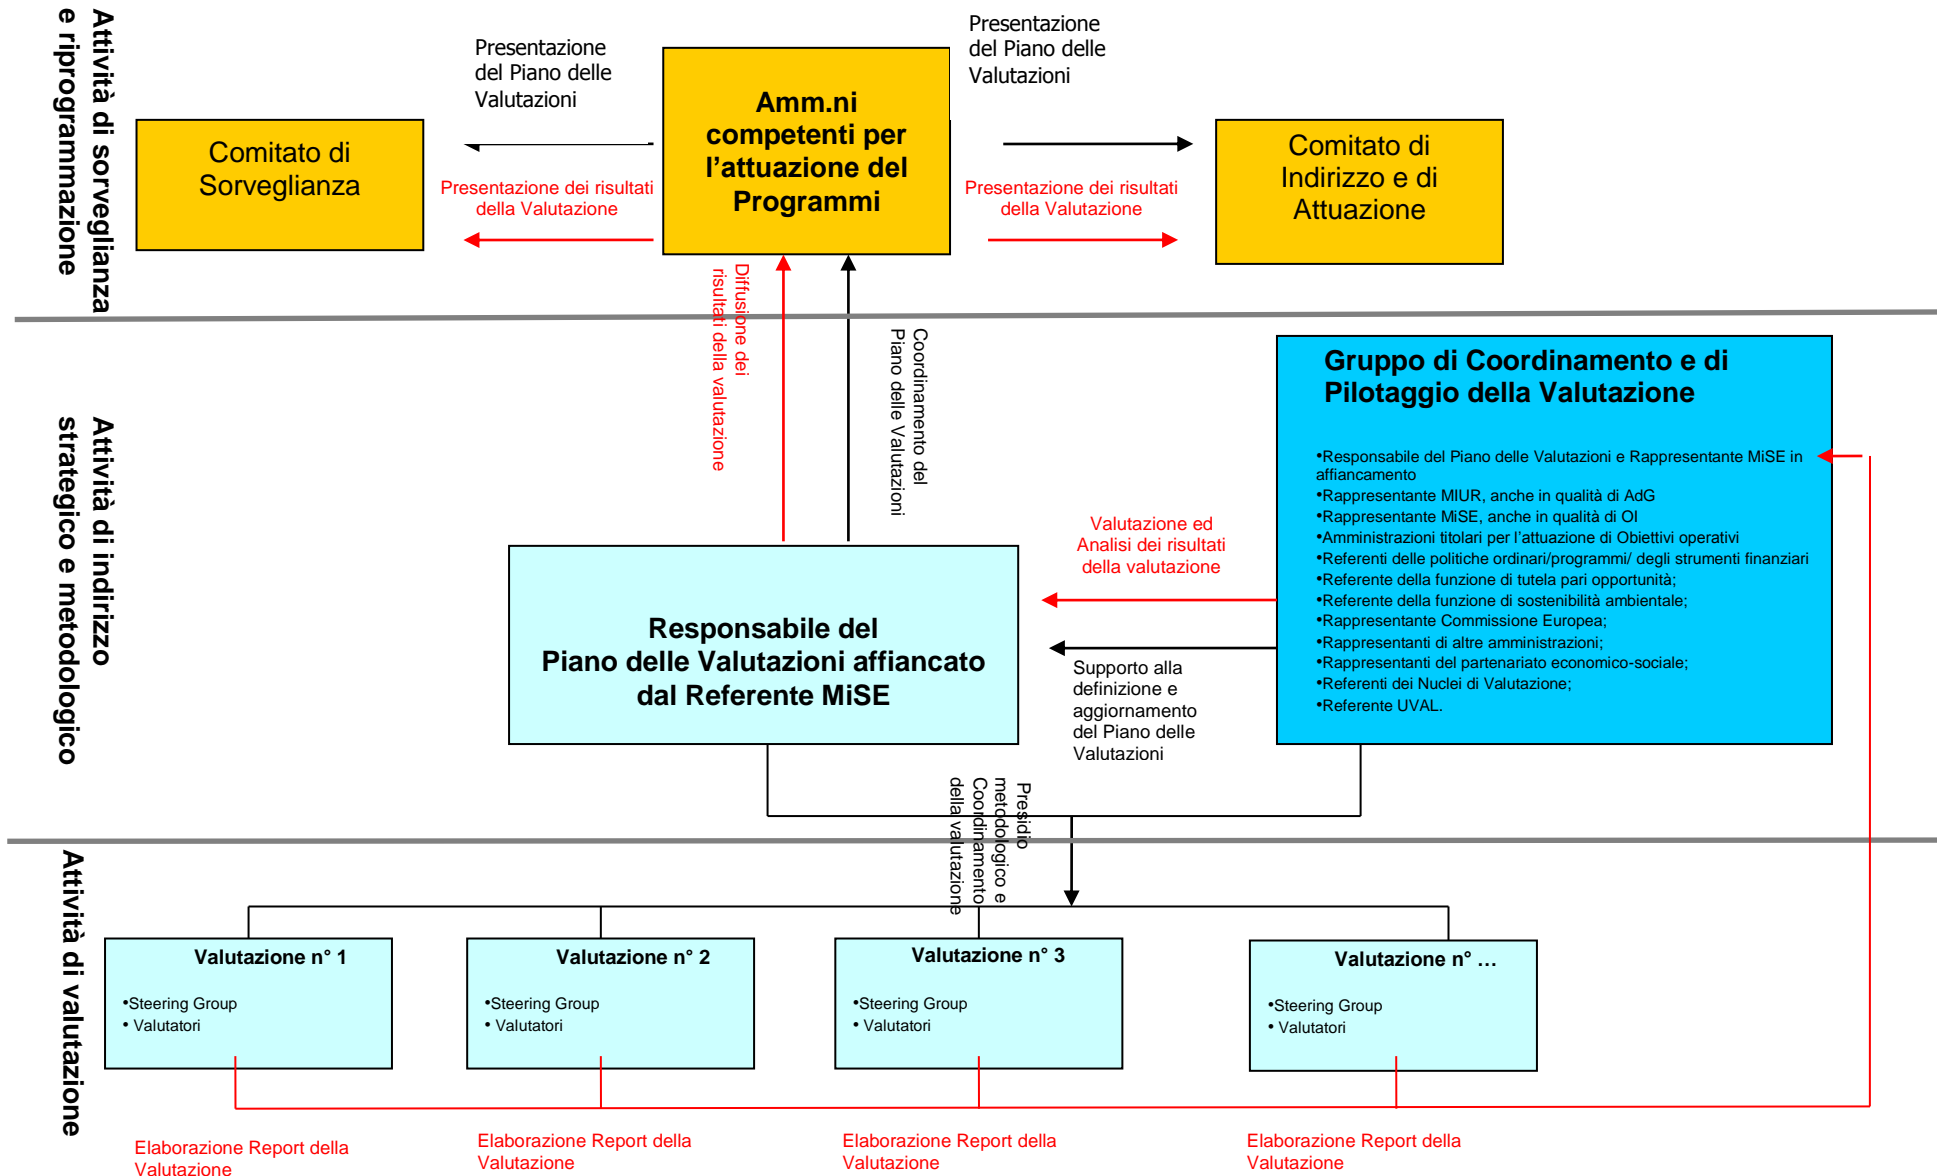 Attività di sorveglianza
e riprogrammazione
Presentazione
del Piano delle
Valutazioni
Presentazione
del Piano delle
Valutazioni
Comitato di
Sorveglianza
Amm.ni
competenti per
l’attuazione del
Programmi
Comitato di
Indirizzo e di
Attuazione
Presentazione dei risultati
della Valutazione
Presentazione dei risultati
della Valutazione
Diffusione dei
risultati della valutazione
Coordinamento del
Piano delle Valutazioni
Attività di indirizzo
strategico e metodologico
Gruppo di Coordinamento e di
Pilotaggio della Valutazione
•Responsabile del Piano delle Valutazioni e Rappresentante MiSE in
affiancamento
•Rappresentante MIUR, anche in qualità di AdG
•Rappresentante MiSE, anche in qualità di OI
•Amministrazioni titolari per l’attuazione di Obiettivi operativi
•Referenti delle politiche ordinari/programmi/ degli strumenti finanziari
•Referente della funzione di tutela pari opportunità;
•Referente della funzione di sostenibilità ambientale;
•Rappresentante Commissione Europea;
•Rappresentanti di altre amministrazioni;
•Rappresentanti del partenariato economico-sociale;
•Referenti dei Nuclei di Valutazione;
•Referente UVAL.
Valutazione ed
Analisi dei risultati
della valutazione
Responsabile del
Piano delle Valutazioni affiancato
dal Referente MiSE
Supporto alla
definizione e
aggiornamento
del Piano delle
Valutazioni
Presidio
metodologico e
Coordinamento
della valutazione
Attività di valutazione
Valutazione n° 1
•Steering Group
• Valutatori
Valutazione n° 2
•Steering Group
• Valutatori
Valutazione n° 3
•Steering Group
• Valutatori
Valutazione n° …
•Steering Group
• Valutatori
Elaborazione Report della
Valutazione
Elaborazione Report della
Valutazione
Elaborazione Report della
Valutazione
Elaborazione Report della
Valutazione